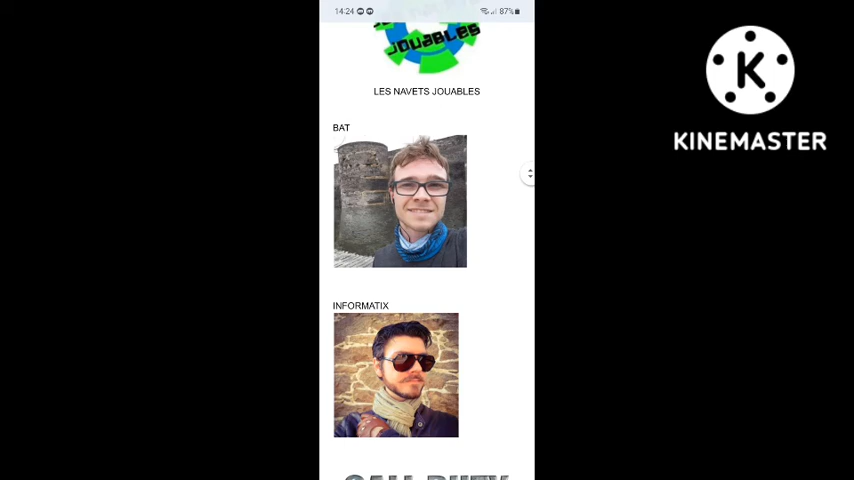 14:24
87%
JOUABLES
LES NAVETS JOUABLES
BAT
INFORMATIX
K
KINEMASTER